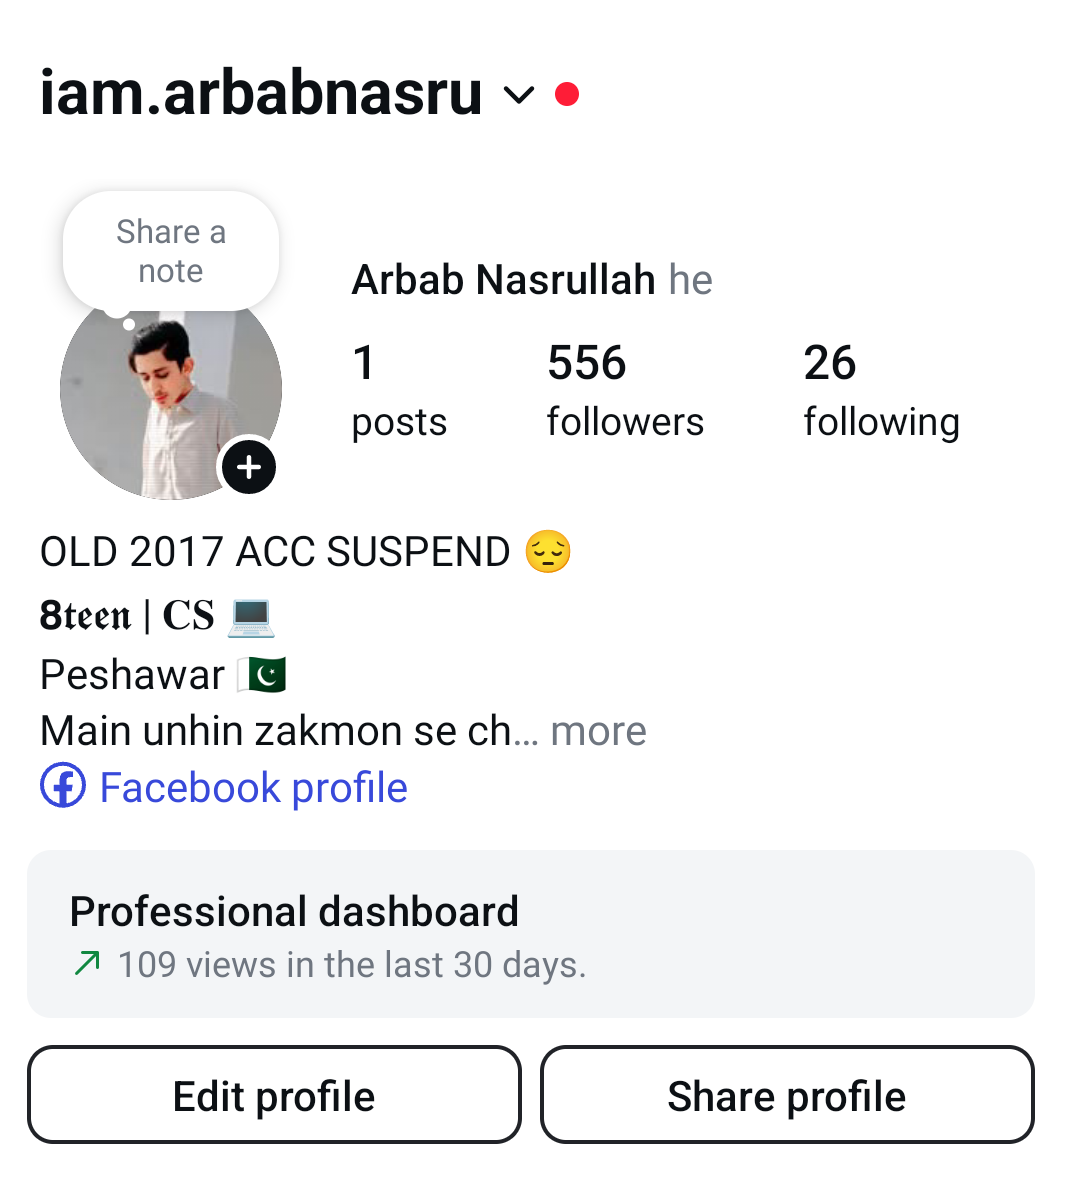 iam.arbabnasru
Share a
note
Arbab Nasrullah he
1 556 26
posts followers following
OLD 2017 ACC SUSPEND 😔
8𝖙𝖊𝖊𝖓 | 𝐂𝐒 💻
Peshawar 🇵🇰
Main unhin zakmon se ch... more
Facebook profile
Professional dashboard
109 views in the last 30 days.
Edit profile Share profile